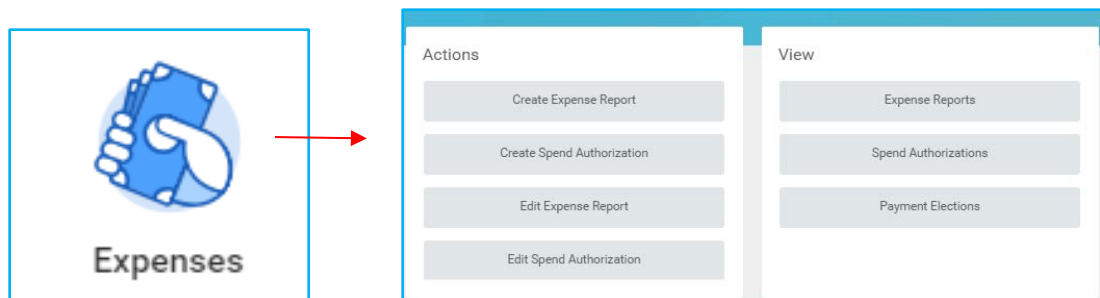 Expenses
Actions
Create Expense Report
Create Spend Authorization
Edit Expense Report
Edit Spend Authorization
View
Expense Reports
Spend Authorizations
Payment Elections